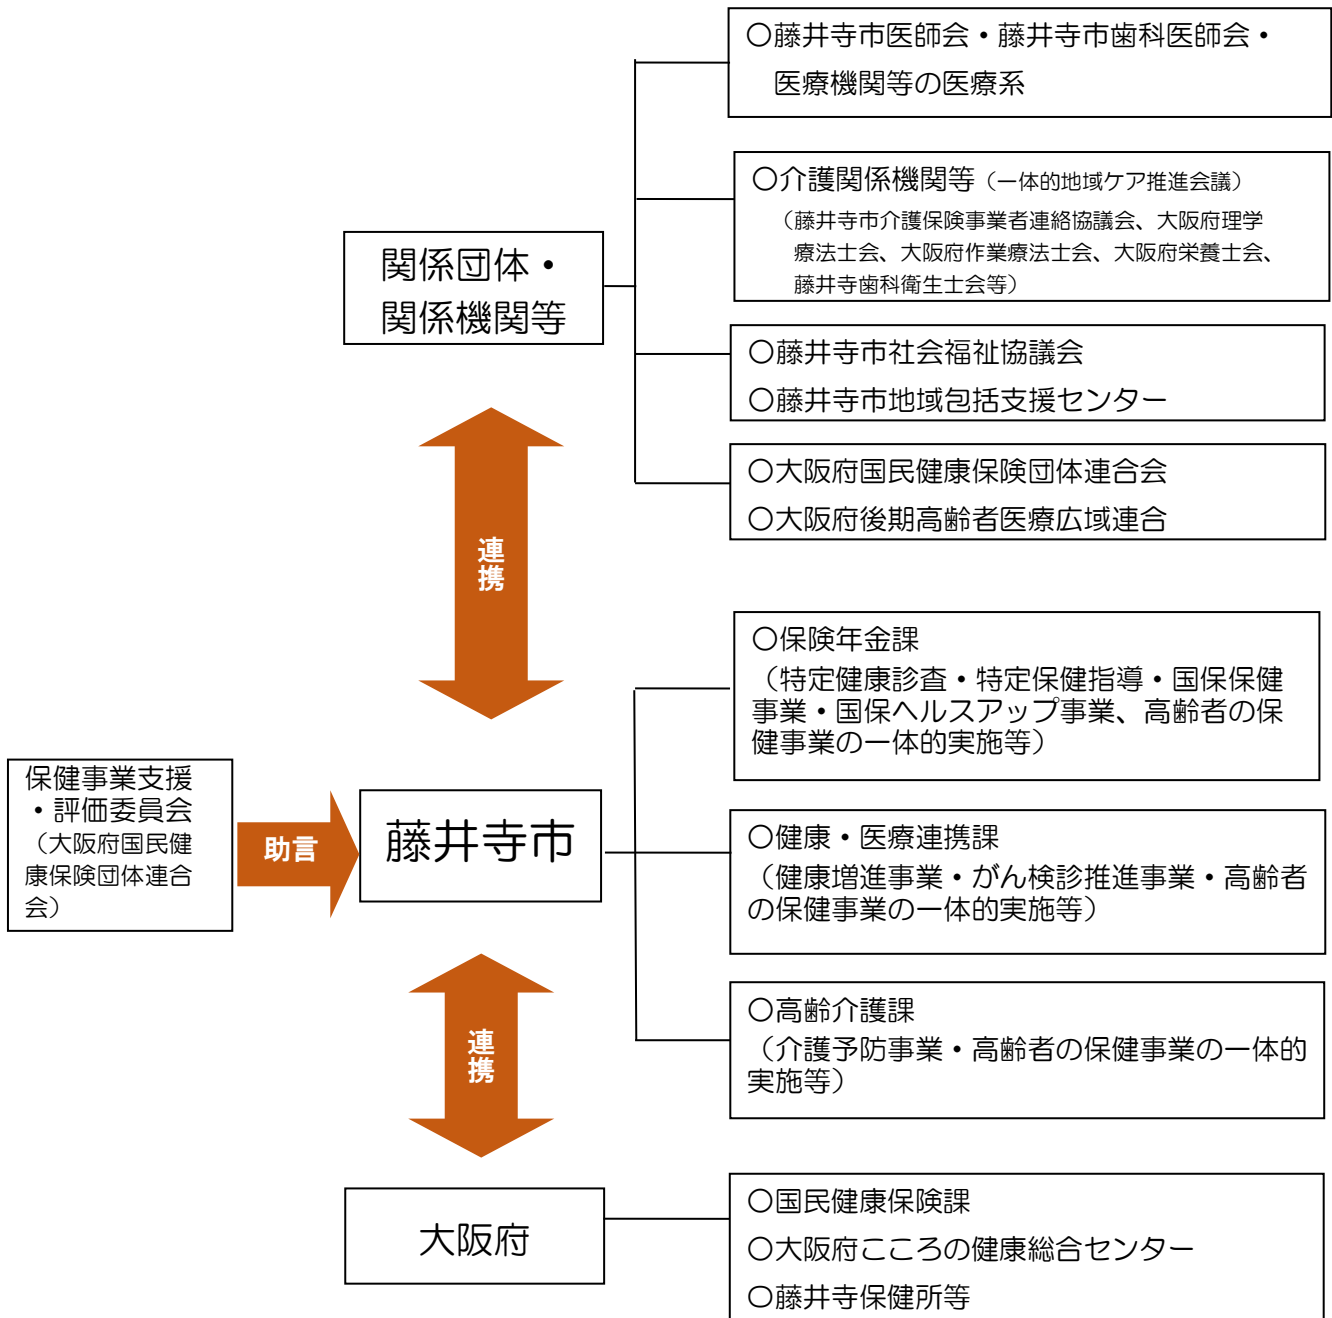 〇藤井寺市医師会・藤井寺市歯科医師会・
医療機関等の医療系
〇介護関係機関等（一体的地域ケア推進会議）
（藤井寺市介護保険事業者連絡協議会、大阪府理学
療法士会、大阪府作業療法士会、大阪府栄養士会、
藤井寺歯科衛生士会等）
関係団体・
関係機関等
〇藤井寺市社会福祉協議会
〇藤井寺市地域包括支援センター
〇大阪府国民健康保険団体連合会
〇大阪府後期高齢者医療広域連合
連携
〇保険年金課
（特定健康診査・特定保健指導・国保保健
事業・国保ヘルスアップ事業、高齢者の保
健事業の一体的実施等）
保健事業支援
・評価委員会
（大阪府国民健
康保険団体連合
会）
助言
藤井寺市
〇健康・医療連携課
（健康増進事業・がん検診推進事業・高齢者
の保健事業の一体的実施等）
〇高齢介護課
（介護予防事業・高齢者の保健事業の一体的
実施等）
連携
大阪府
〇国民健康保険課
〇大阪府こころの健康総合センター
〇藤井寺保健所等